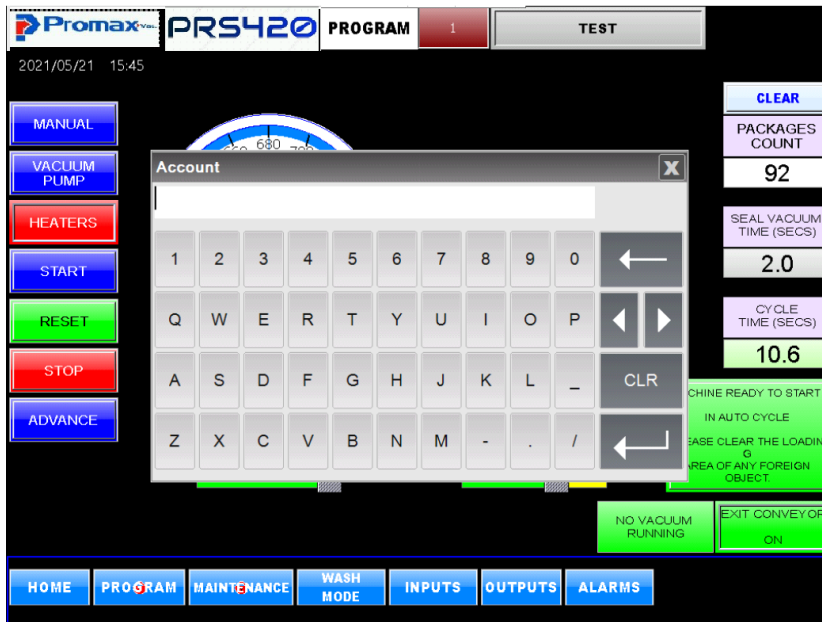 Promax
PRS420
PROGRAM
1
TEST
2021/05/21 15:45
MANUAL
VACUUM
PUMP
HEATERS
START
RESET
STOP
ADVANCE
680
Account
X
1 2 3 4 5 6 7 8 9 0
Q W E R T Y U I O P
A S D F G H J K L _ CLR
Z X C V B N M - . /
CLEAR
PACKAGES
COUNT
92
SEAL VACUUM
TIME (SECS)
2.0
CYCLE
TIME (SECS)
10.6
CHINE READY TO START
IN AUTO CYCLE
EASE CLEAR THE LOADIN
G
AREA OF ANY FOREIGN
OBJECT.
NO VACUUM
RUNNING
EXIT CONVEYOR
ON
HOME
PROGRAM
MAINTENANCE
WASH
MODE
INPUTS
OUTPUTS
ALARMS